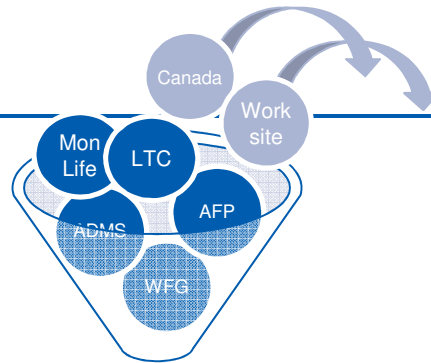 Canada
Work
site
Mon
Life
LTC
AFP
ADMS
WFG